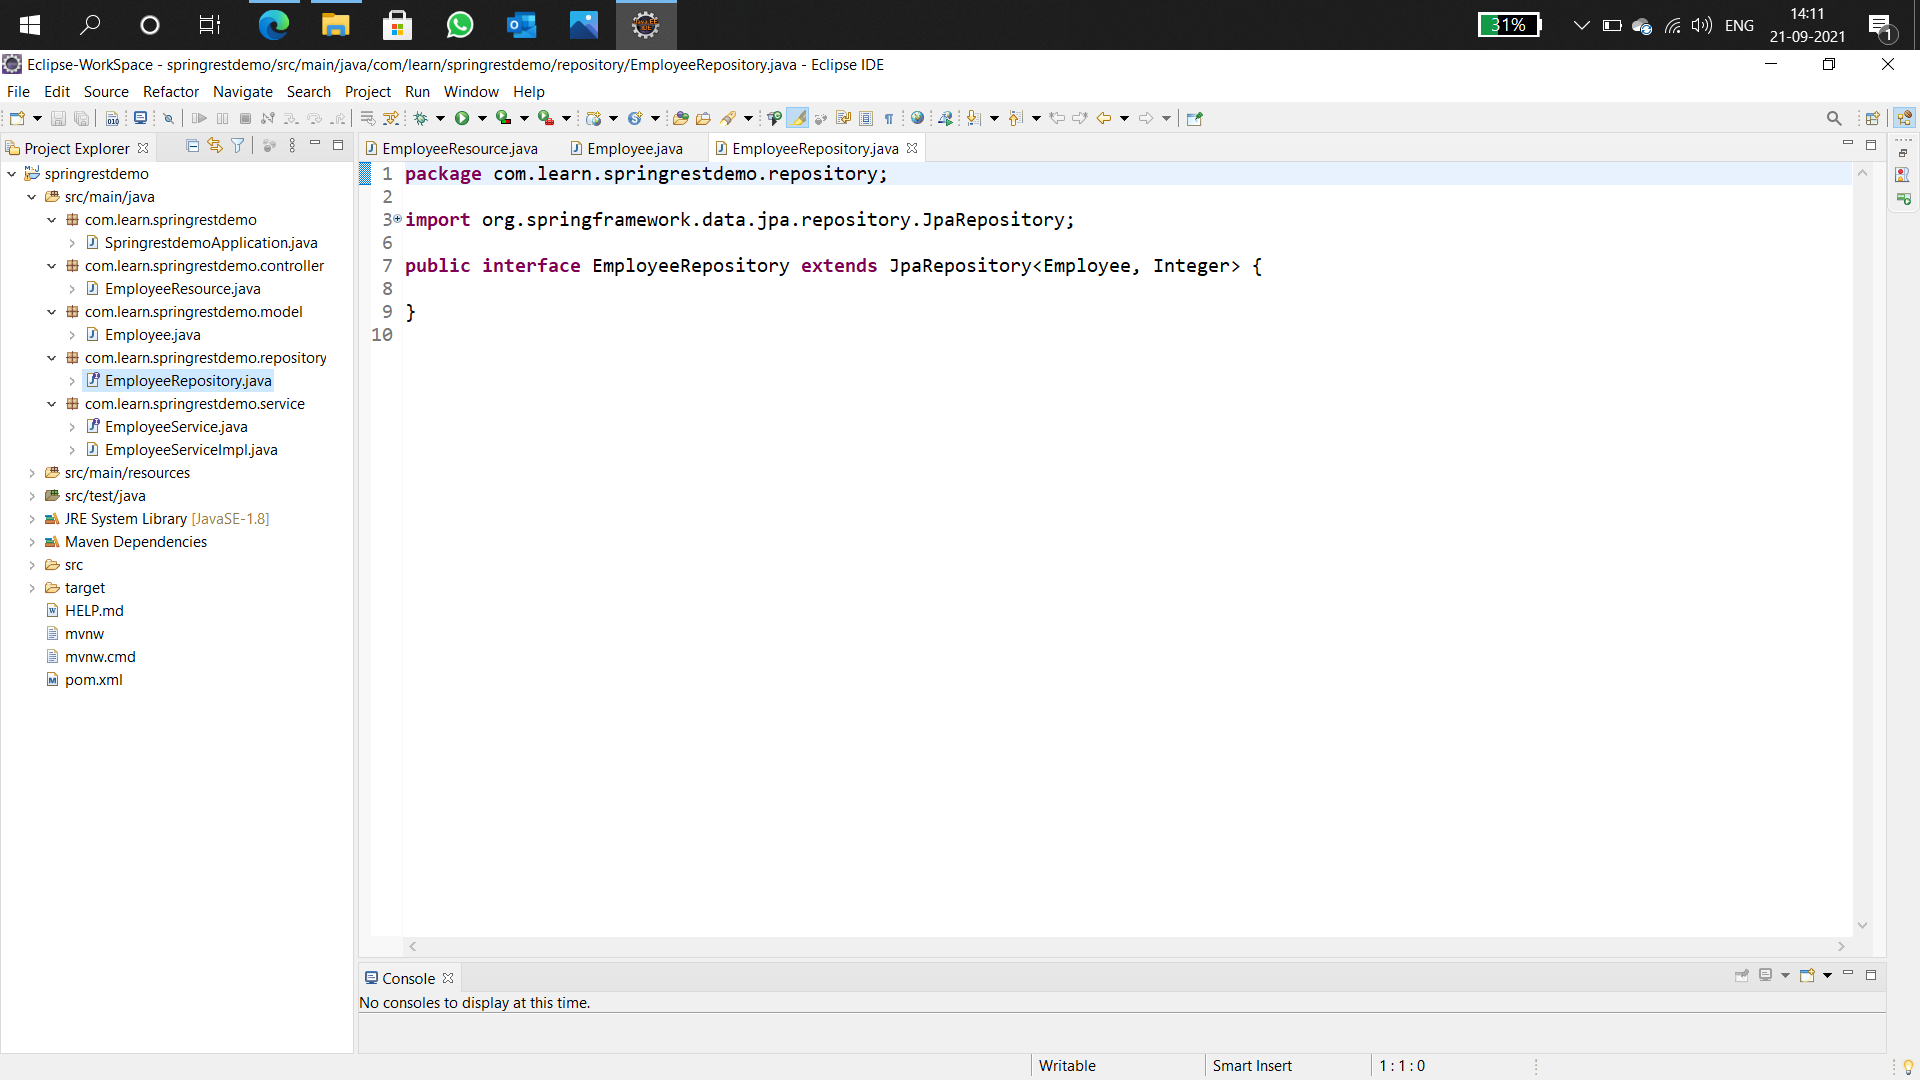 31%
ENG
14:11
21-09-2021
1
Eclipse-WorkSpace - springrestdemo/src/main/java/com/learn/springrestdemo/repository/EmployeeRepository.java - Eclipse IDE
File Edit Source Refactor Navigate Search Project Run Window Help
Project Explorer
springrestdemo
src/main/java
com.learn.springrestdemo
SpringrestdemoApplication.java
com.learn.springrestdemo.controller
EmployeeResource.java
com.learn.springrestdemo.model
Employee.java
com.learn.springrestdemo.repository
EmployeeRepository.java
com.learn.springrestdemo.service
EmployeeService.java
EmployeeServiceImpl.java
src/main/resources
src/test/java
JRE System Library [JavaSE-1.8]
Maven Dependencies
src
target
HELP.md
mvnw
mvnw.cmd
pom.xml
EmployeeResource.java Employee.java EmployeeRepository.java
1 package com.learn.springrestdemo.repository;
2
3 import org.springframework.data.jpa.repository.JpaRepository;
6
7 public interface EmployeeRepository extends JpaRepository<Employee, Integer> {
8
9 }
10
Console
No consoles to display at this time.
Writable Smart Insert 1 : 1 : 0